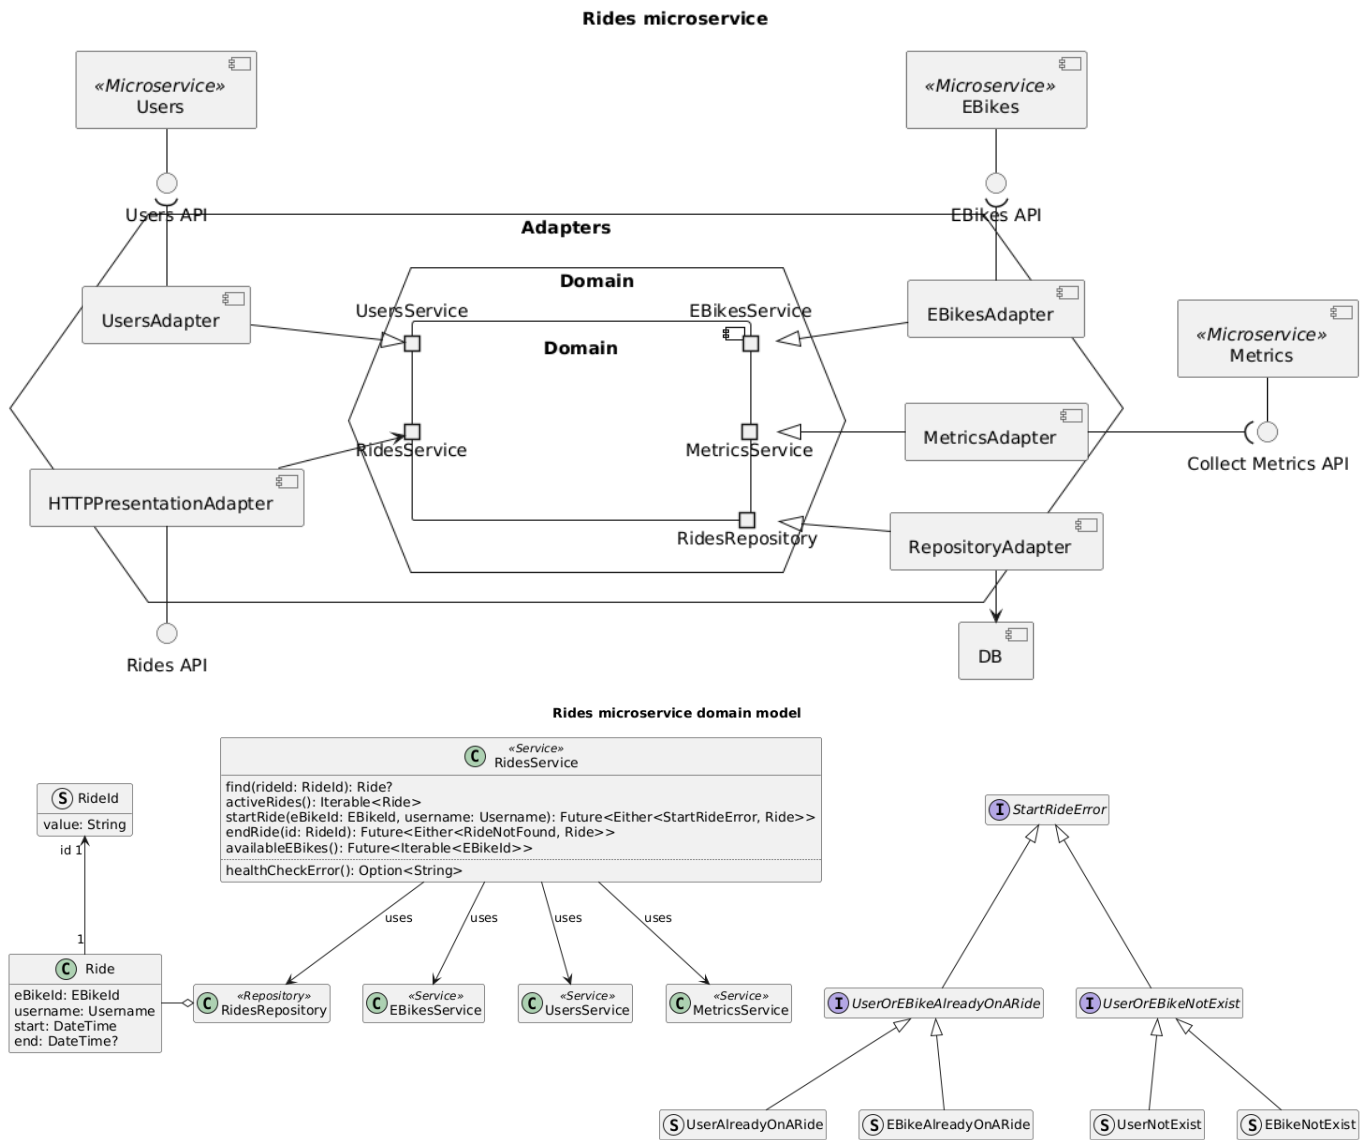 Rides microservice
«Microservice»
Users
«Microservice»
EBikes
Users API
EBikes API
Adapters
Domain
UsersService
EBikesService
UsersAdapter
EBikesAdapter
«Microservice»
Metrics
Domain
RidesService
MetricsService
MetricsAdapter
Collect Metrics API
HTTPPresentationAdapter
RidesRepository
RepositoryAdapter
Rides API
DB
Rides microservice domain model
C
«Service»
RidesService
find(rideId: RideId): Ride?
activeRides(): Iterable<Ride>
startRide(eBikeId: EBikeId, username: Username): Future<Either<StartRideError, Ride>>
endRide(id: RideId): Future<Either<RideNotFound, Ride>>
availableEBikes(): Future<Iterable<EBikeId>>
healthCheckError(): Option<String>
S RideId
value: String
id 1
1
I StartRideError
uses
uses
uses
uses
C Ride
eBikeId: EBikeId
username: Username
start: DateTime
end: DateTime?
C
«Repository»
RidesRepository
C
«Service»
EBikesService
C
«Service»
UsersService
C
«Service»
MetricsService
I UserOrEBikeAlreadyOnARide
I UserOrEBikeNotExist
S UserAlreadyOnARide
S EBikeAlreadyOnARide
S UserNotExist
S EBikeNotExist